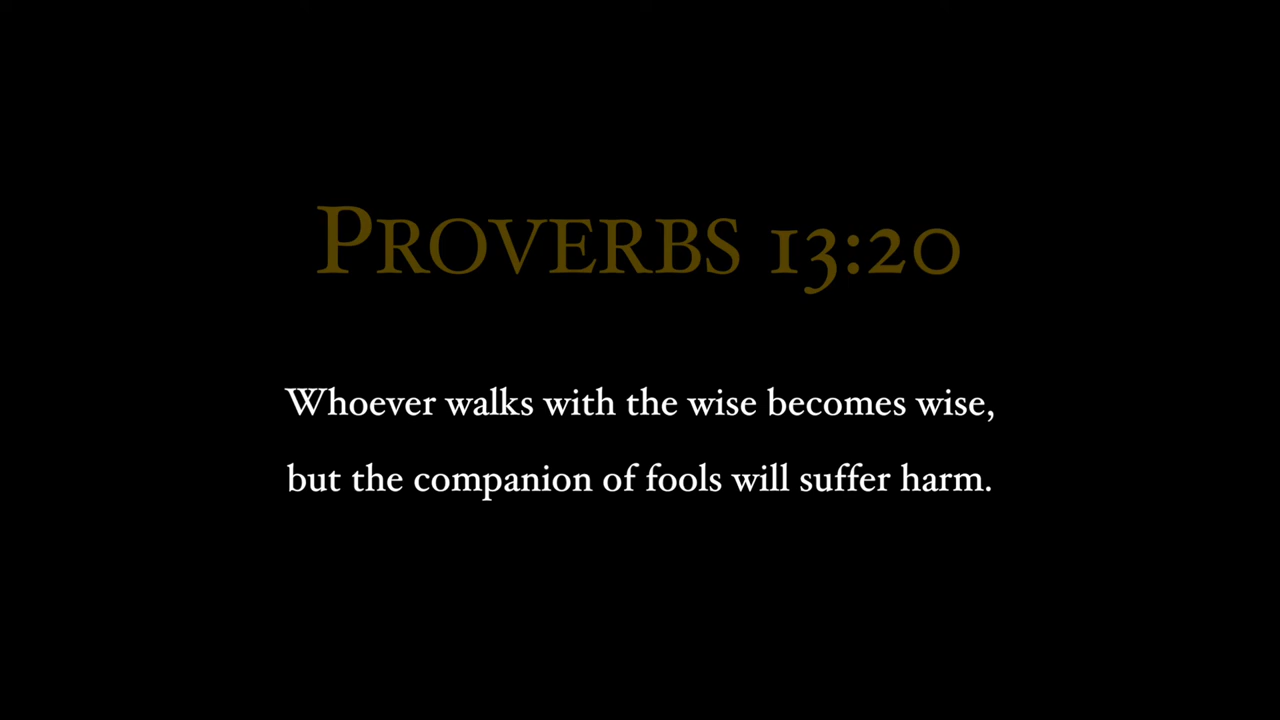 Proverbs 13:20
Whoever walks with the wise becomes wise,
but the companion of fools will suffer harm.